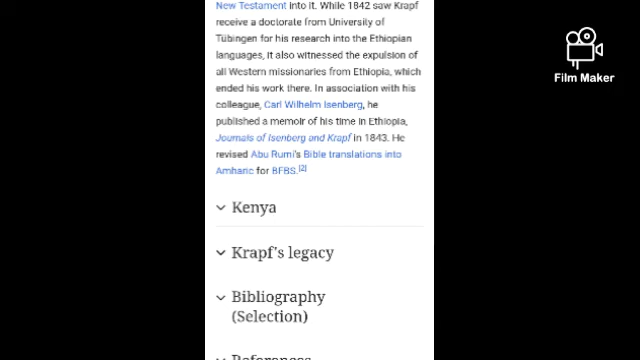 New Testament into it. While 1842 saw Krapf
receive a doctorate from University of
Tübingen for his research into the Ethiopian
languages, it also witnessed the expulsion of
all Western missionaries from Ethiopia, which
ended his work there. In association with his
colleague, Carl Wilhelm Isenberg, he
published a memoir of his time in Ethiopia,
Journals of Isenberg and Krapf in 1843. He
revised Abu Rumi's Bible translations into
Amharic for BFBS.[2]
Kenya
Krapf's legacy
Bibliography
(Selection)
References
Film Maker